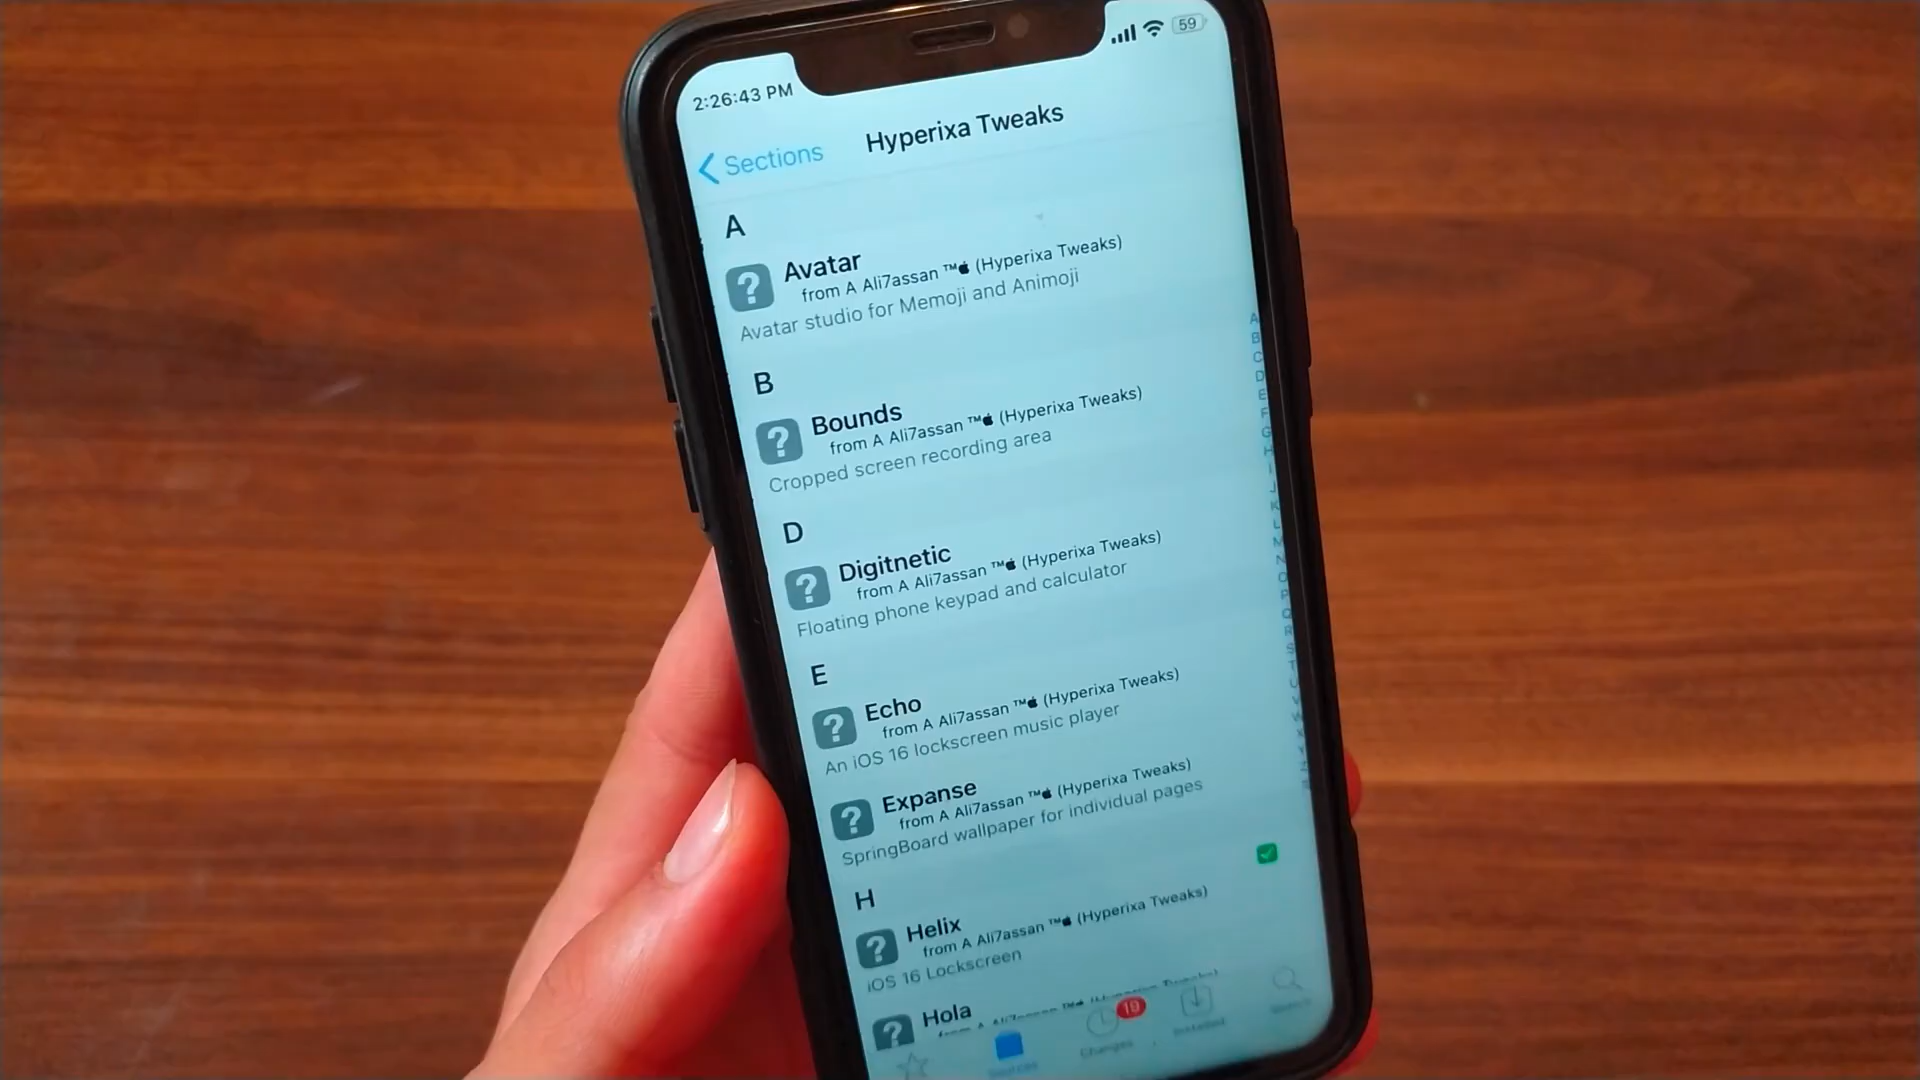 2:26:43 PM
59
Sections
Hyperixa Tweaks
A
Avatar
from A Ali7assan ™ (Hyperixa Tweaks)
Avatar studio for Memoji and Animoji
B
Bounds
from A Ali7assan ™ (Hyperixa Tweaks)
Cropped screen recording area
D
Digitnetic
from A Ali7assan ™ (Hyperixa Tweaks)
Floating phone keypad and calculator
E
Echo
from A Ali7assan ™ (Hyperixa Tweaks)
An iOS 16 lockscreen music player
Expanse
from A Ali7assan ™ (Hyperixa Tweaks)
SpringBoard wallpaper for individual pages
H
Helix
from A Ali7assan ™ (Hyperixa Tweaks)
iOS 16 Lockscreen
Hola
19
Changes
A
B
C
D
E
F
G
H
I
J
K
L
M
N
O
P
Q
R
S
T
U
V
W